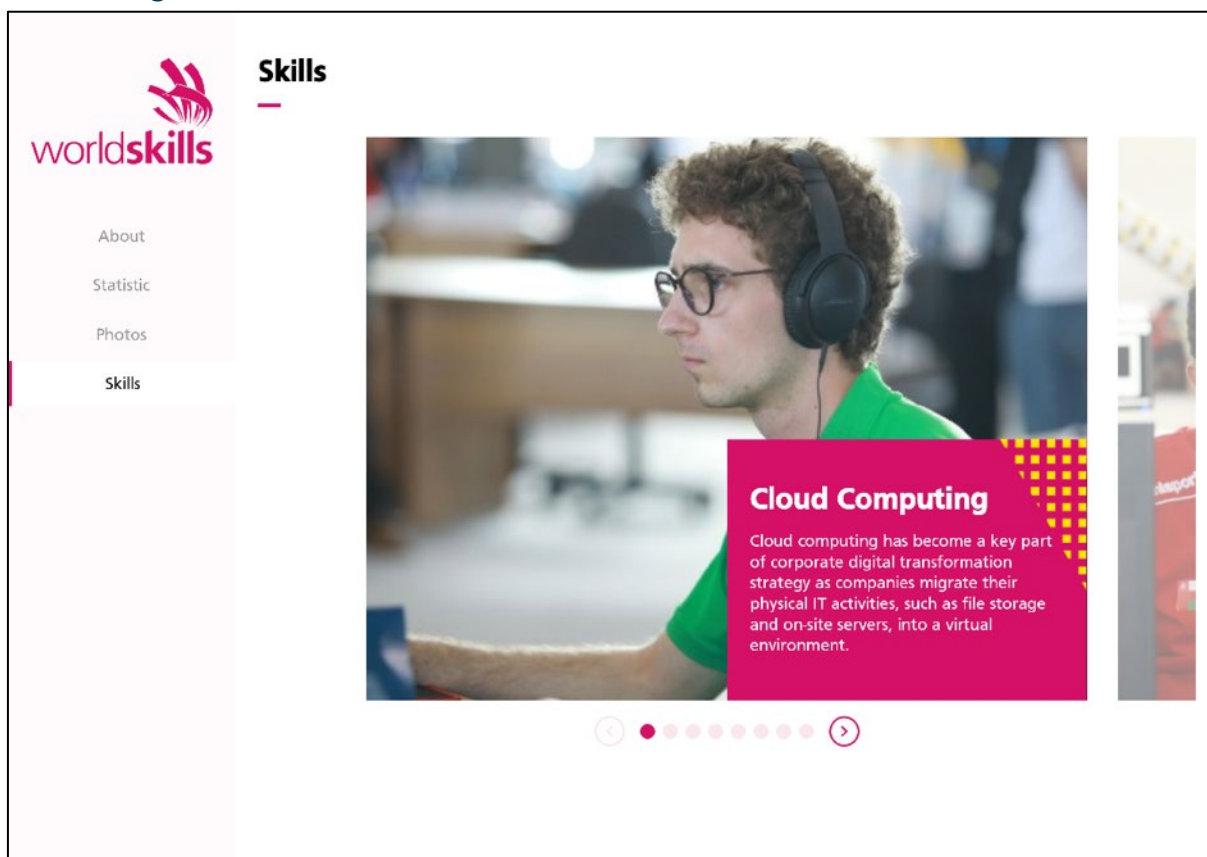 worldskills
About
Statistic
Photos
Skills
Skills
Cloud Computing
Cloud computing has become a key part
of corporate digital transformation
strategy as companies migrate their
physical IT activities, such as file storage
and on-site servers, into a virtual
environment.